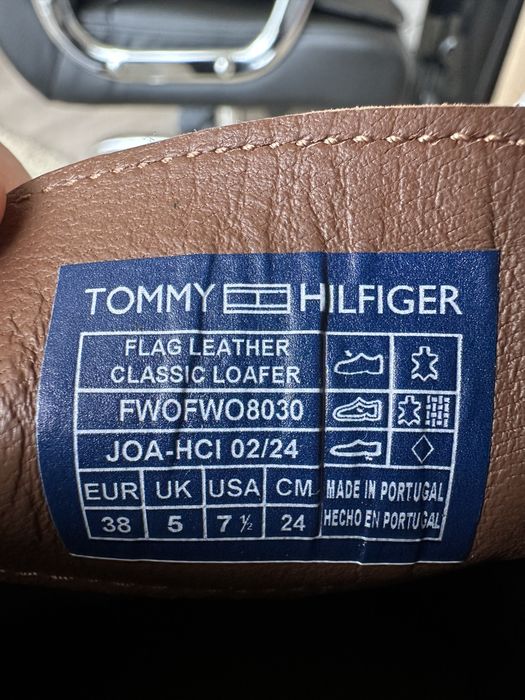 TOMMY HILFIGER
FLAG LEATHER
CLASSIC LOAFER
FWOFWO8030
JOA-HCI 02/24
EUR UK USA CM MADE IN PORTUGAL
38 5 7 ½ 24 HECHO EN PORTUGAL